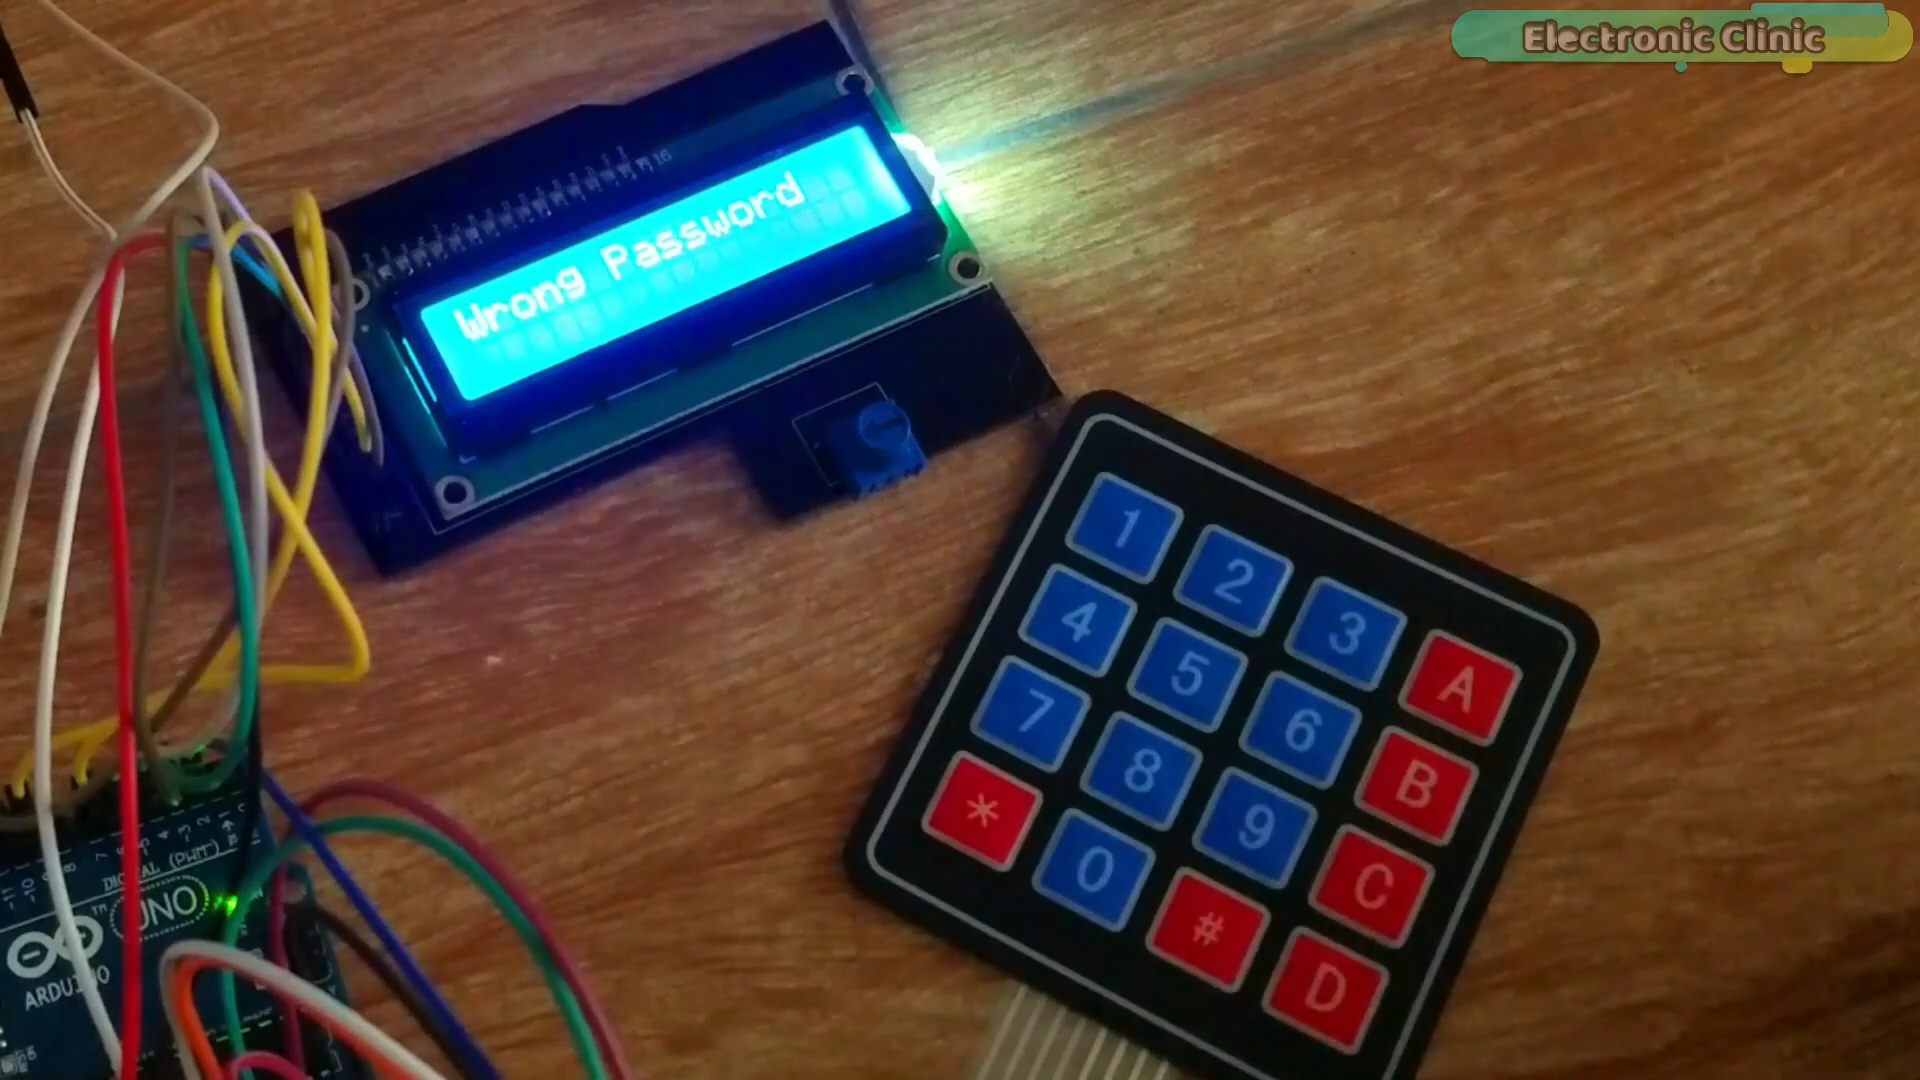 Electronic Clinic
16
Wrong Password
1 2 3 A
4 5 6 B
7 8 9 C
* 0 # D
DIGITAL (PWM)
UNO
ARDUINO